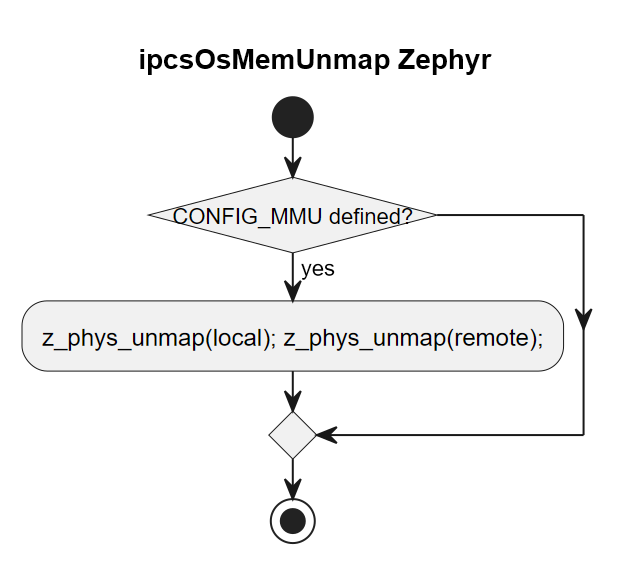 ipcsOsMemUnmap Zephyr
CONFIG_MMU defined?
yes
z_phys_unmap(local); z_phys_unmap(remote);